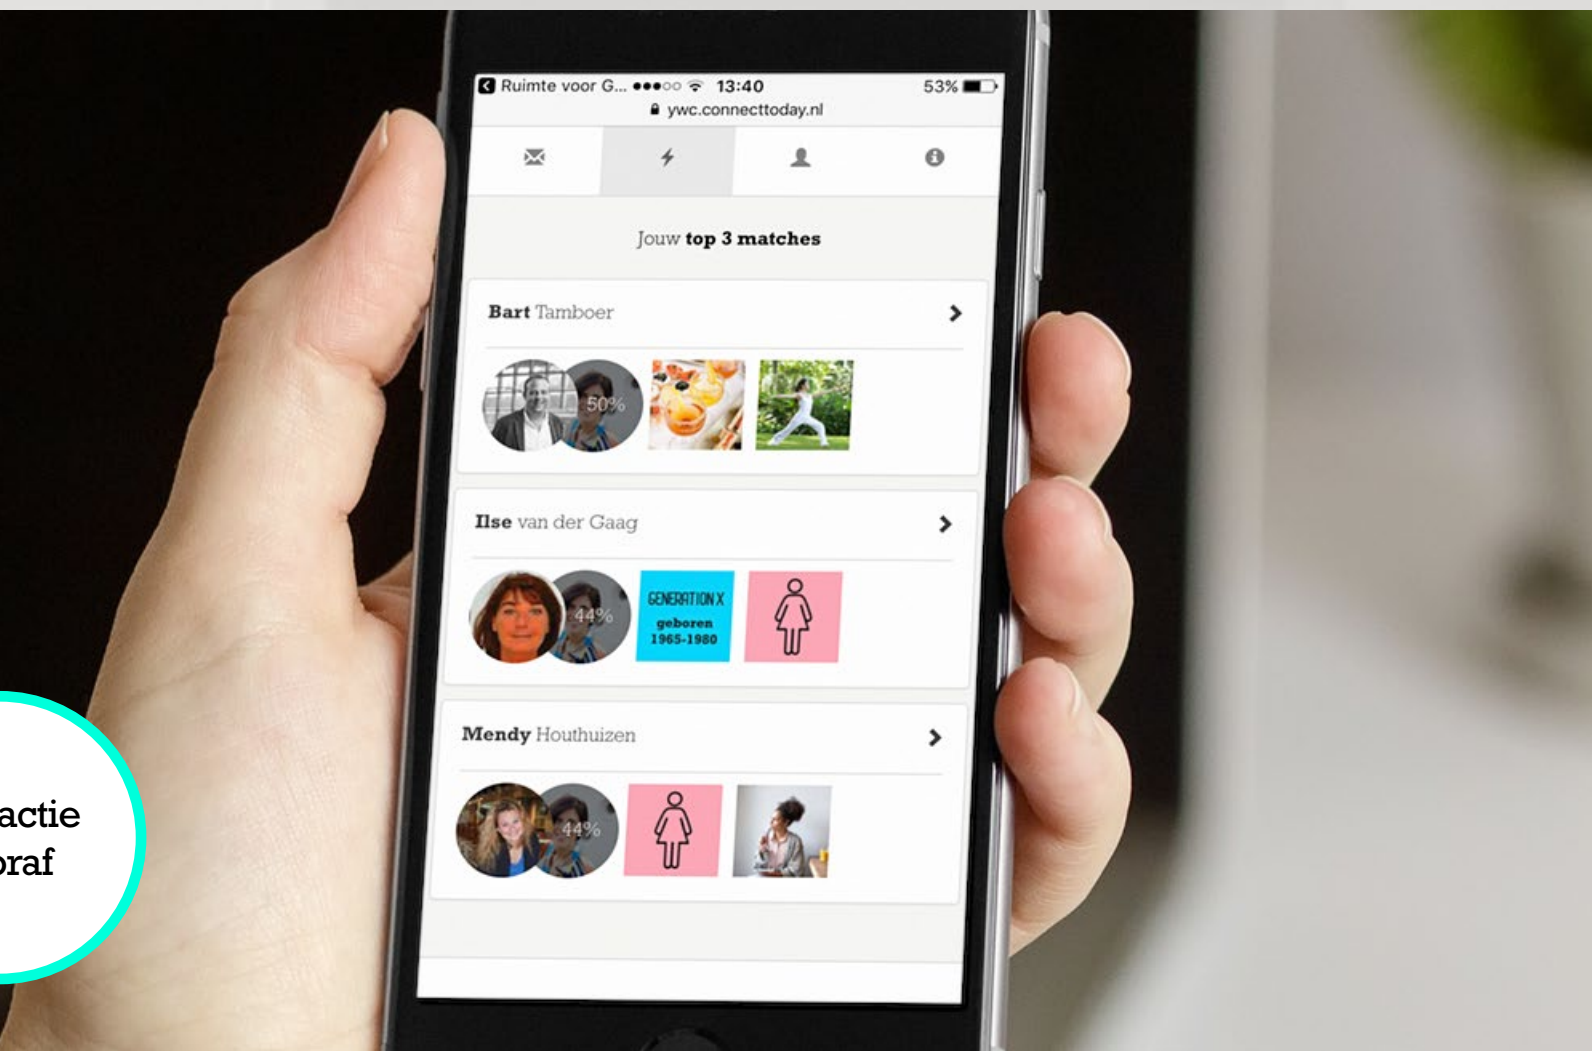 Ruimte voor G... 13:40 53%
ywc.connecttoday.nl
Jouw top 3 matches
Bart Tamboer
50%
Ilse van der Gaag
44%
GENERATION X
geboren
1965-1980
Mendy Houthuizen
44%
actie
oraf